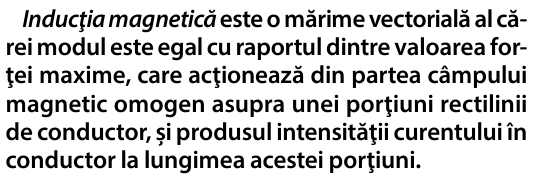 Inducţia magnetică este o mărime vectorială al că-
rei modul este egal cu raportul dintre valoarea for-
ţei maxime, care acţionează din partea câmpului
magnetic omogen asupra unei porţiuni rectilinii
de conductor, și produsul intensităţii curentului în
conductor la lungimea acestei porţiuni.